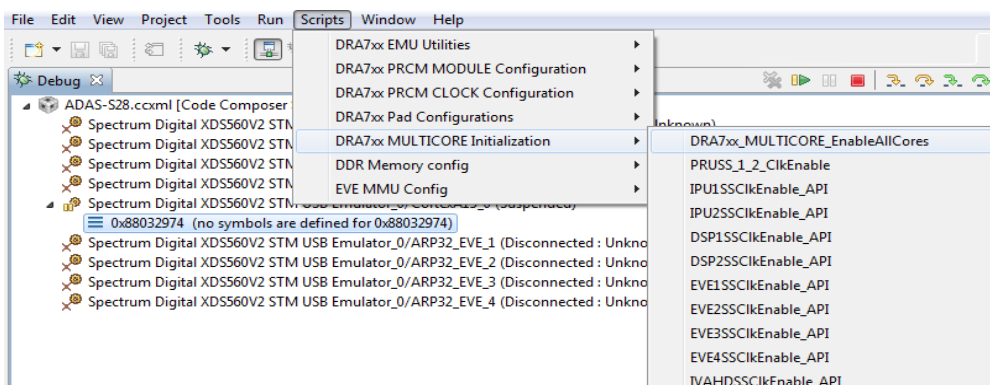 File Edit View Project Tools Run Scripts Window Help
DRA7xx EMU Utilities
DRA7xx PRCM MODULE Configuration
DRA7xx PRCM CLOCK Configuration
DRA7xx Pad Configurations
DRA7xx MULTICORE Initialization
DDR Memory config
EVE MMU Config
DRA7xx_MULTICORE_EnableAllCores
PRUSS_1_2_ClkEnable
IPU1SSClkEnable_API
IPU2SSClkEnable_API
DSP1SSClkEnable_API
DSP2SSClkEnable_API
EVE1SSClkEnable_API
EVE2SSClkEnable_API
EVE3SSClkEnable_API
EVE4SSClkEnable_API
IVAHDSSClkEnable_API
Debug
ADAS-S28.ccxml [Code Composer
Spectrum Digital XDS560V2 STM
Spectrum Digital XDS560V2 STM
Spectrum Digital XDS560V2 STM
Spectrum Digital XDS560V2 STM
Spectrum Digital XDS560V2 STM USB Emulator_0/CortexA15_0 (Suspended)
0x88032974 (no symbols are defined for 0x88032974)
Spectrum Digital XDS560V2 STM USB Emulator_0/ARP32_EVE_1 (Disconnected : Unkno
Spectrum Digital XDS560V2 STM USB Emulator_0/ARP32_EVE_2 (Disconnected : Unkno
Spectrum Digital XDS560V2 STM USB Emulator_0/ARP32_EVE_3 (Disconnected : Unkno
Spectrum Digital XDS560V2 STM USB Emulator_0/ARP32_EVE_4 (Disconnected : Unkno